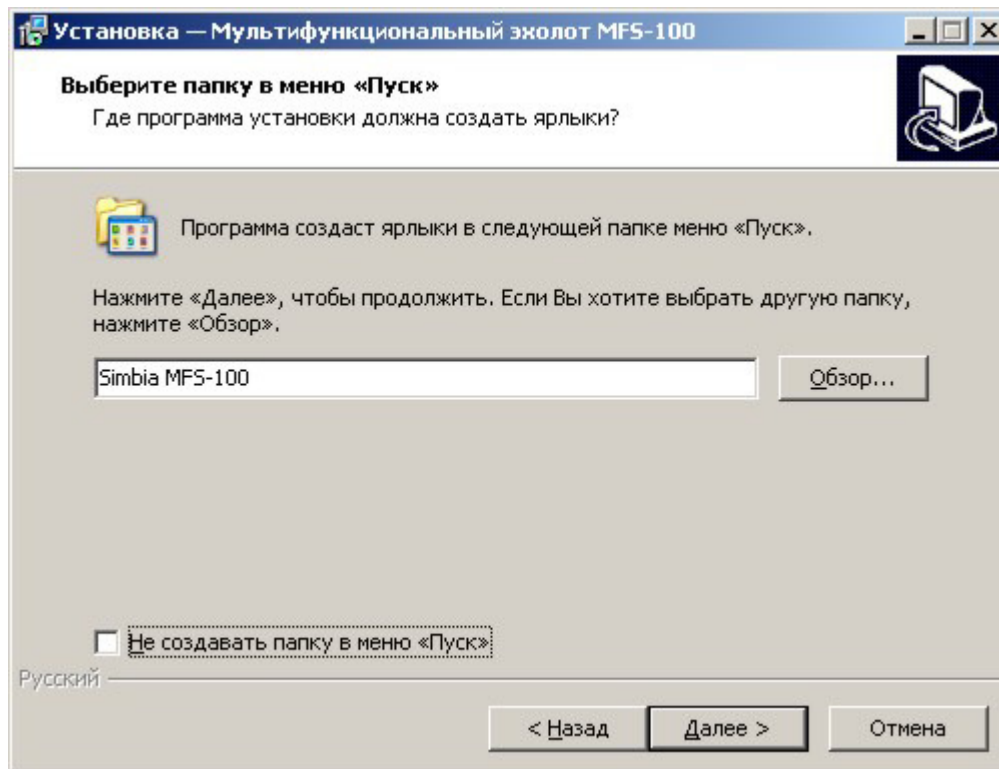 Установка — Мультифункциональный эхолот MFS-100
Выберите папку в меню «Пуск»
Где программа установки должна создать ярлыки?
Программа создаст ярлыки в следующей папке меню «Пуск».
Нажмите «Далее», чтобы продолжить. Если Вы хотите выбрать другую папку,
нажмите «Обзор».
Simbia MFS-100
Обзор...
Не создавать папку в меню «Пуск»
Русский
< Назад
Далее >
Отмена